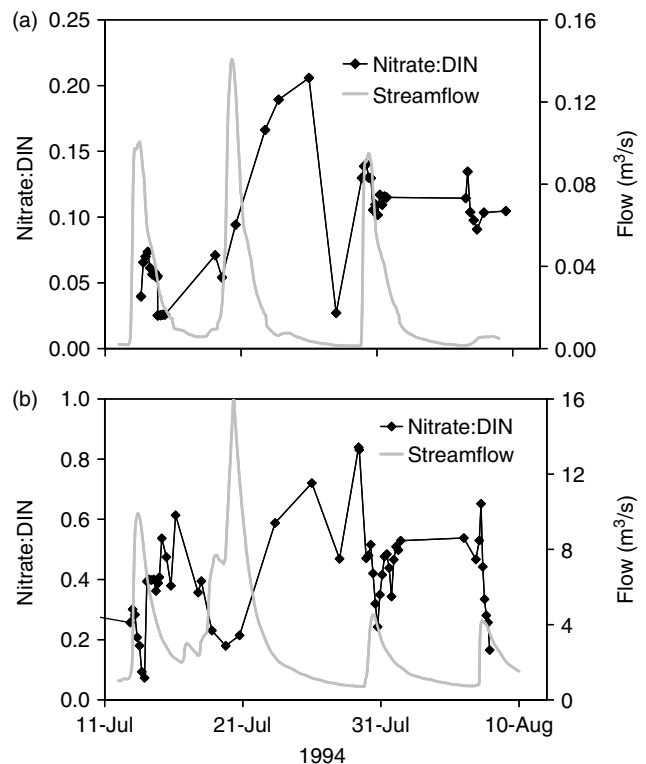 (a)
0.25
0.20
0.15
0.10
0.05
0.00
Nitrate:DIN
Nitrate:DIN
Streamflow
0.16
0.12
0.08
0.04
0.00
Flow (m³/s)
(b)
1.0
0.8
0.6
0.4
0.2
0.0
Nitrate:DIN
Nitrate:DIN
Streamflow
16
12
8
4
0
Flow (m³/s)
11-Jul
21-Jul
31-Jul
10-Aug
1994